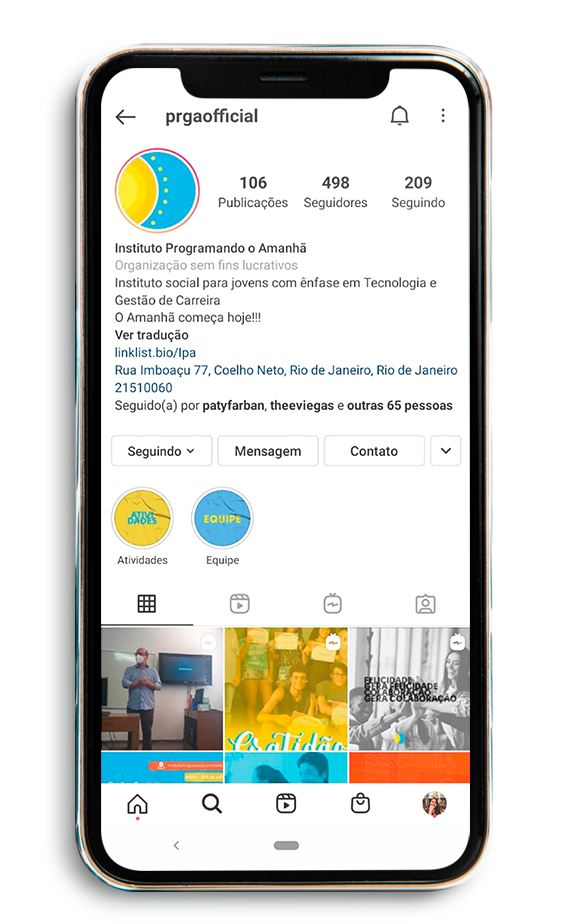 prgaofficial
106
498
209
Publicações
Seguidores
Seguindo
Instituto Programando o Amanhã
Organização sem fins lucrativos
Instituto social para jovens com ênfase em Tecnologia e
Gestão de Carreira
O Amanhã começa hoje!!!
Ver tradução
linklist.bio/Ipa
Rua Imboaçu 77, Coelho Neto, Rio de Janeiro, Rio de Janeiro
21510060
Seguido(a) por patyfarban, theeviegas e outras 65 pessoas
Seguindo
Mensagem
Contato
ATIVI
DADES
EQUIPE
Atividades
Equipe
Gratidão
FELICIDADE
GERA FELICIDADE
COLABORAÇÃO
GERA COLABORAÇÃO